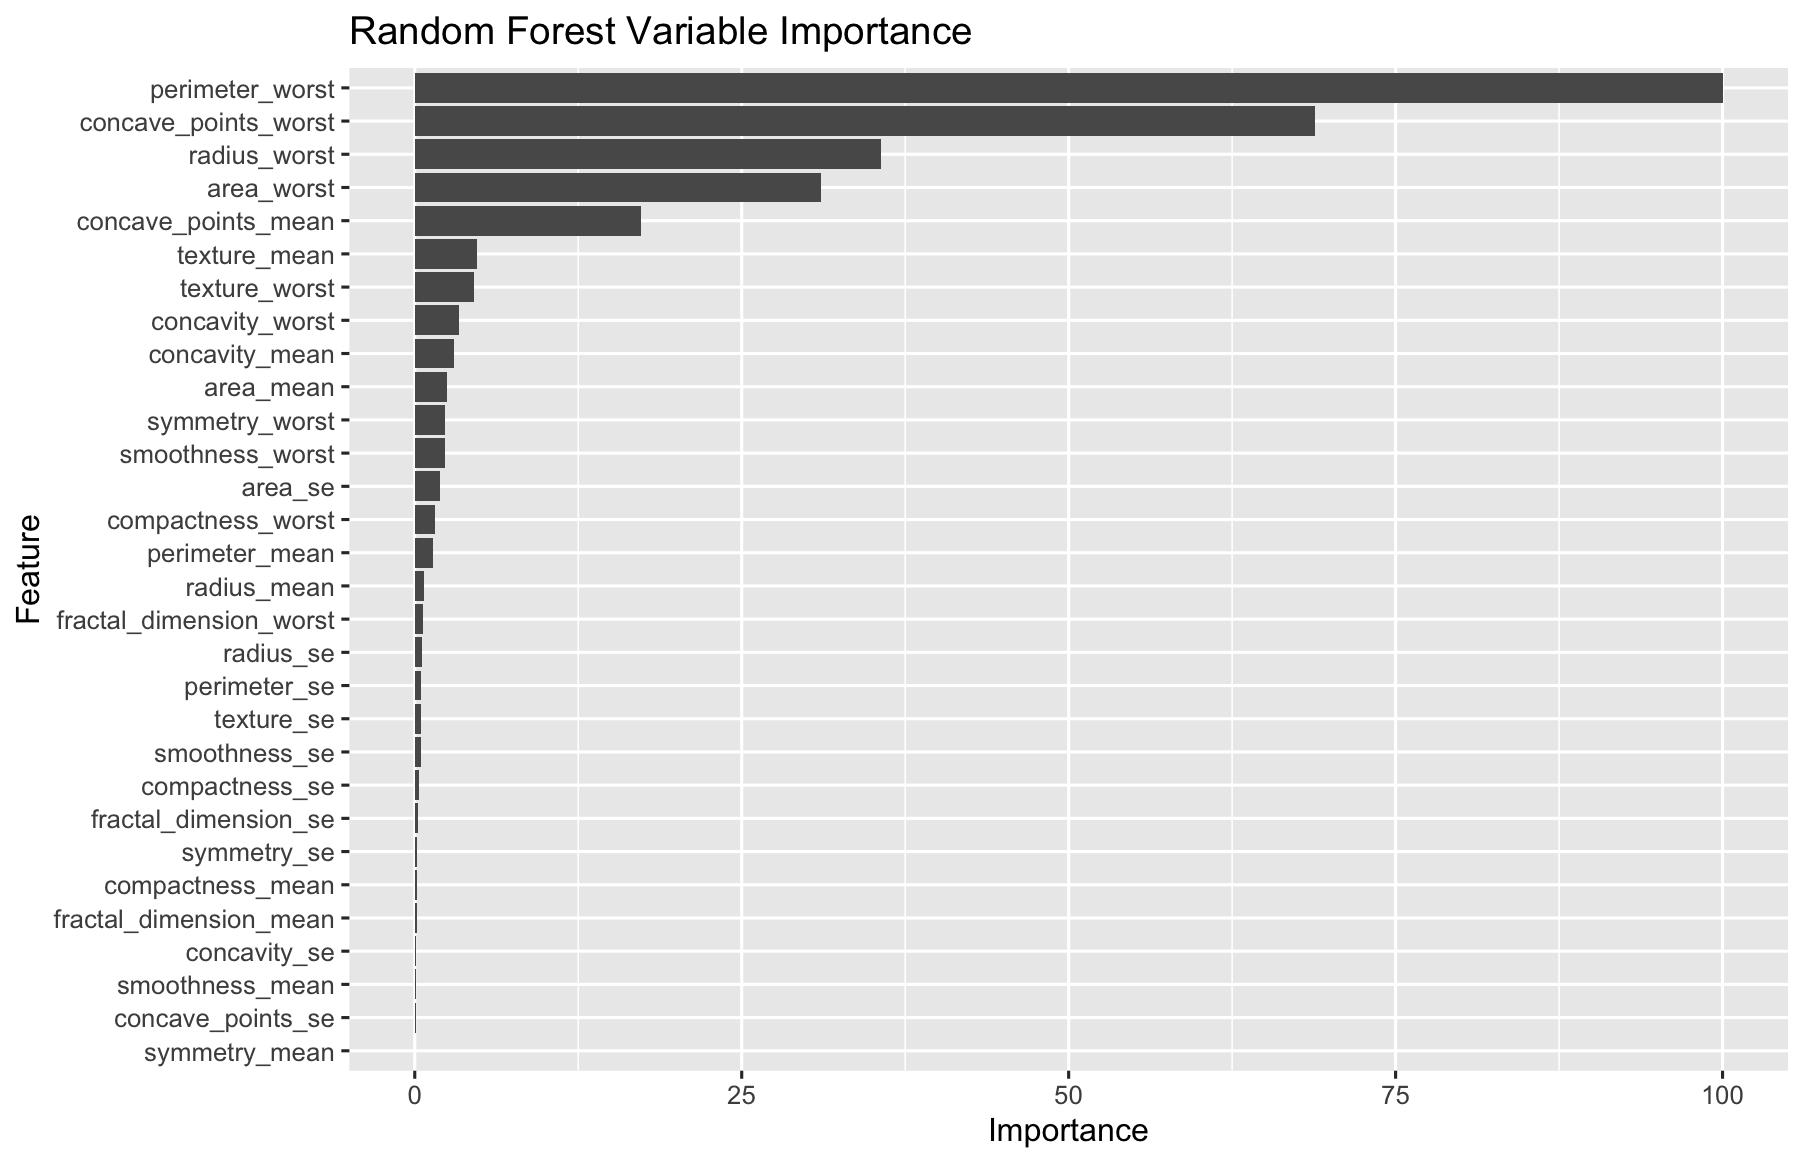 Random Forest Variable Importance
perimeter_worst
concave_points_worst
radius_worst
area_worst
concave_points_mean
texture_mean
texture_worst
concavity_worst
concavity_mean
area_mean
symmetry_worst
smoothness_worst
area_se
compactness_worst
perimeter_mean
radius_mean
fractal_dimension_worst
radius_se
perimeter_se
texture_se
smoothness_se
compactness_se
fractal_dimension_se
symmetry_se
compactness_mean
fractal_dimension_mean
concavity_se
smoothness_mean
concave_points_se
symmetry_mean
Feature
0 25 50 75 100
Importance